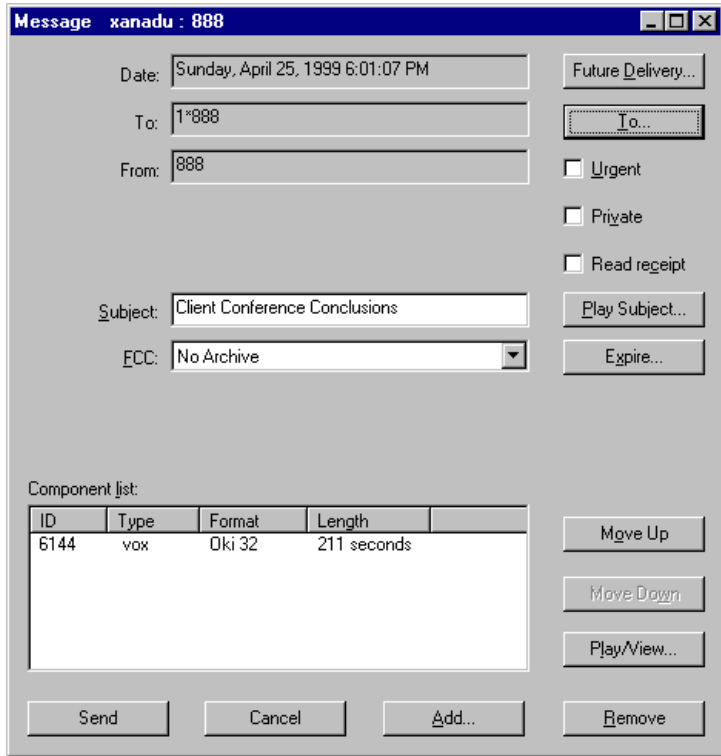 Message xanadu : 888
Date: Sunday, April 25, 1999 6:01:07 PM Future Delivery...
To: 1*888 To...
From: 888 Urgent
Private
Read receipt
Subject: Client Conference Conclusions Play Subject...
FCC: No Archive Expire...
Component list:
ID Type Format Length
6144 vox Oki 32 211 seconds
Move Up
Move Down
Play/View...
Send Cancel Add... Remove